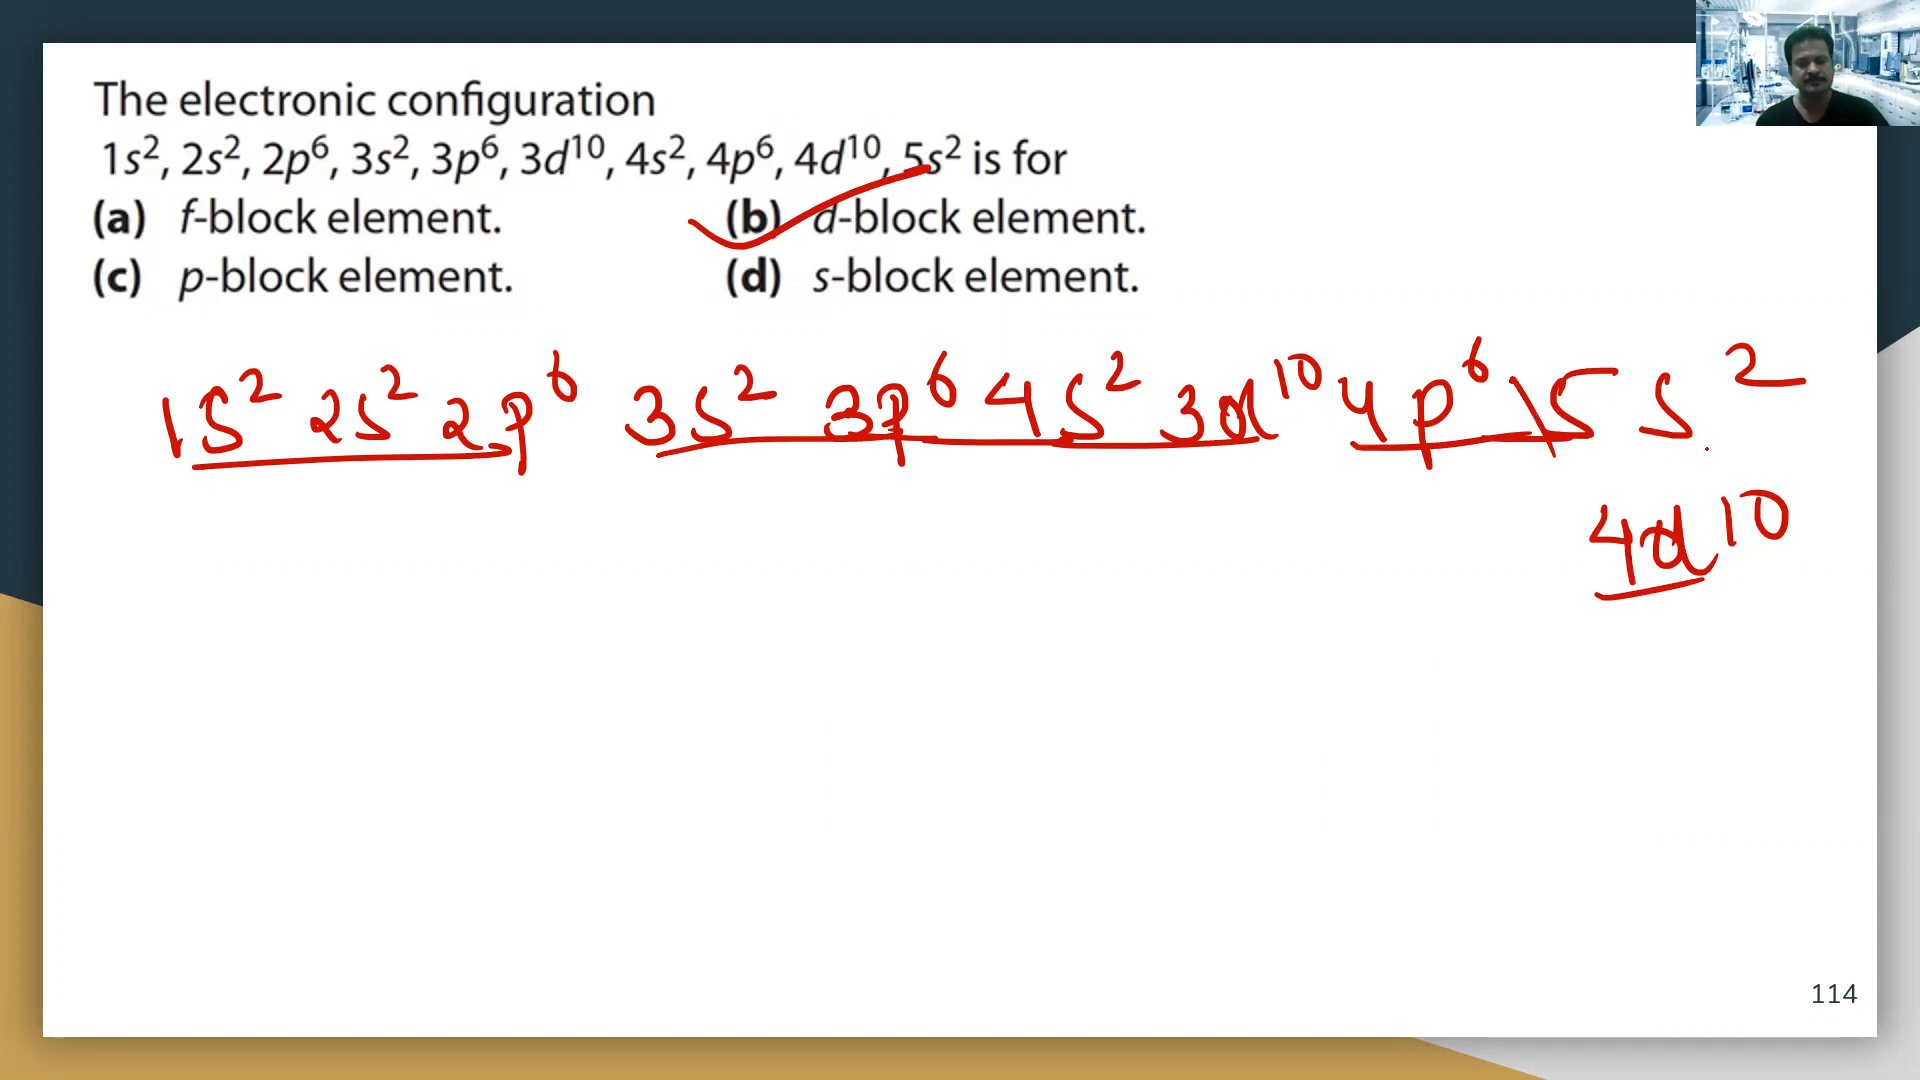 The electronic configuration
1s², 2s², 2p⁶, 3s², 3p⁶, 3d¹⁰, 4s², 4p⁶, 4d¹⁰, 5s² is for
(a) f-block element. (b) d-block element.
(c) p-block element. (d) s-block element.
1s² 2s² 2p⁶ 3s² 3p⁶ 4s² 3d¹⁰ 4p⁶ 5s²
4d¹⁰
114